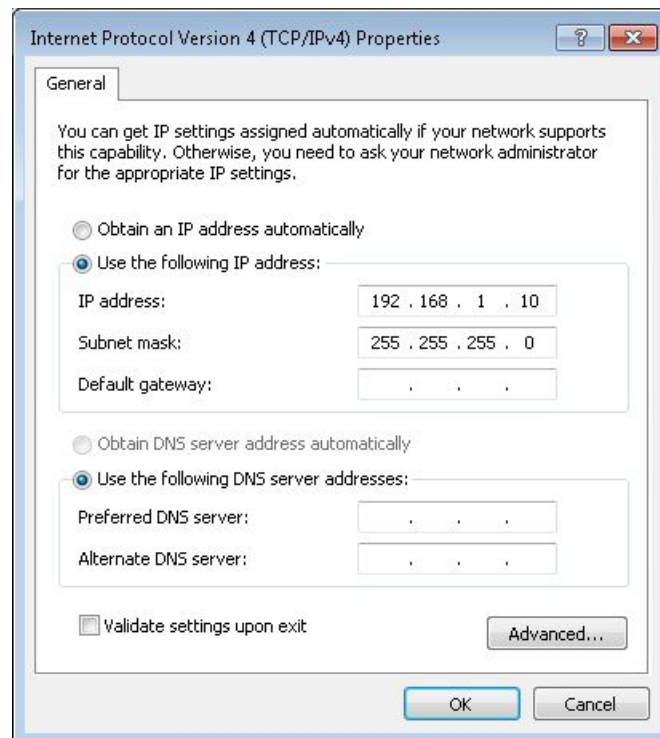 Internet Protocol Version 4 (TCP/IPv4) Properties
General
You can get IP settings assigned automatically if your network supports
this capability. Otherwise, you need to ask your network administrator
for the appropriate IP settings.
Obtain an IP address automatically
Use the following IP address:
IP address: 192 . 168 . 1 . 10
Subnet mask: 255 . 255 . 255 . 0
Default gateway: . . .
Obtain DNS server address automatically
Use the following DNS server addresses:
Preferred DNS server: . . .
Alternate DNS server: . . .
Validate settings upon exit
Advanced...
OK Cancel